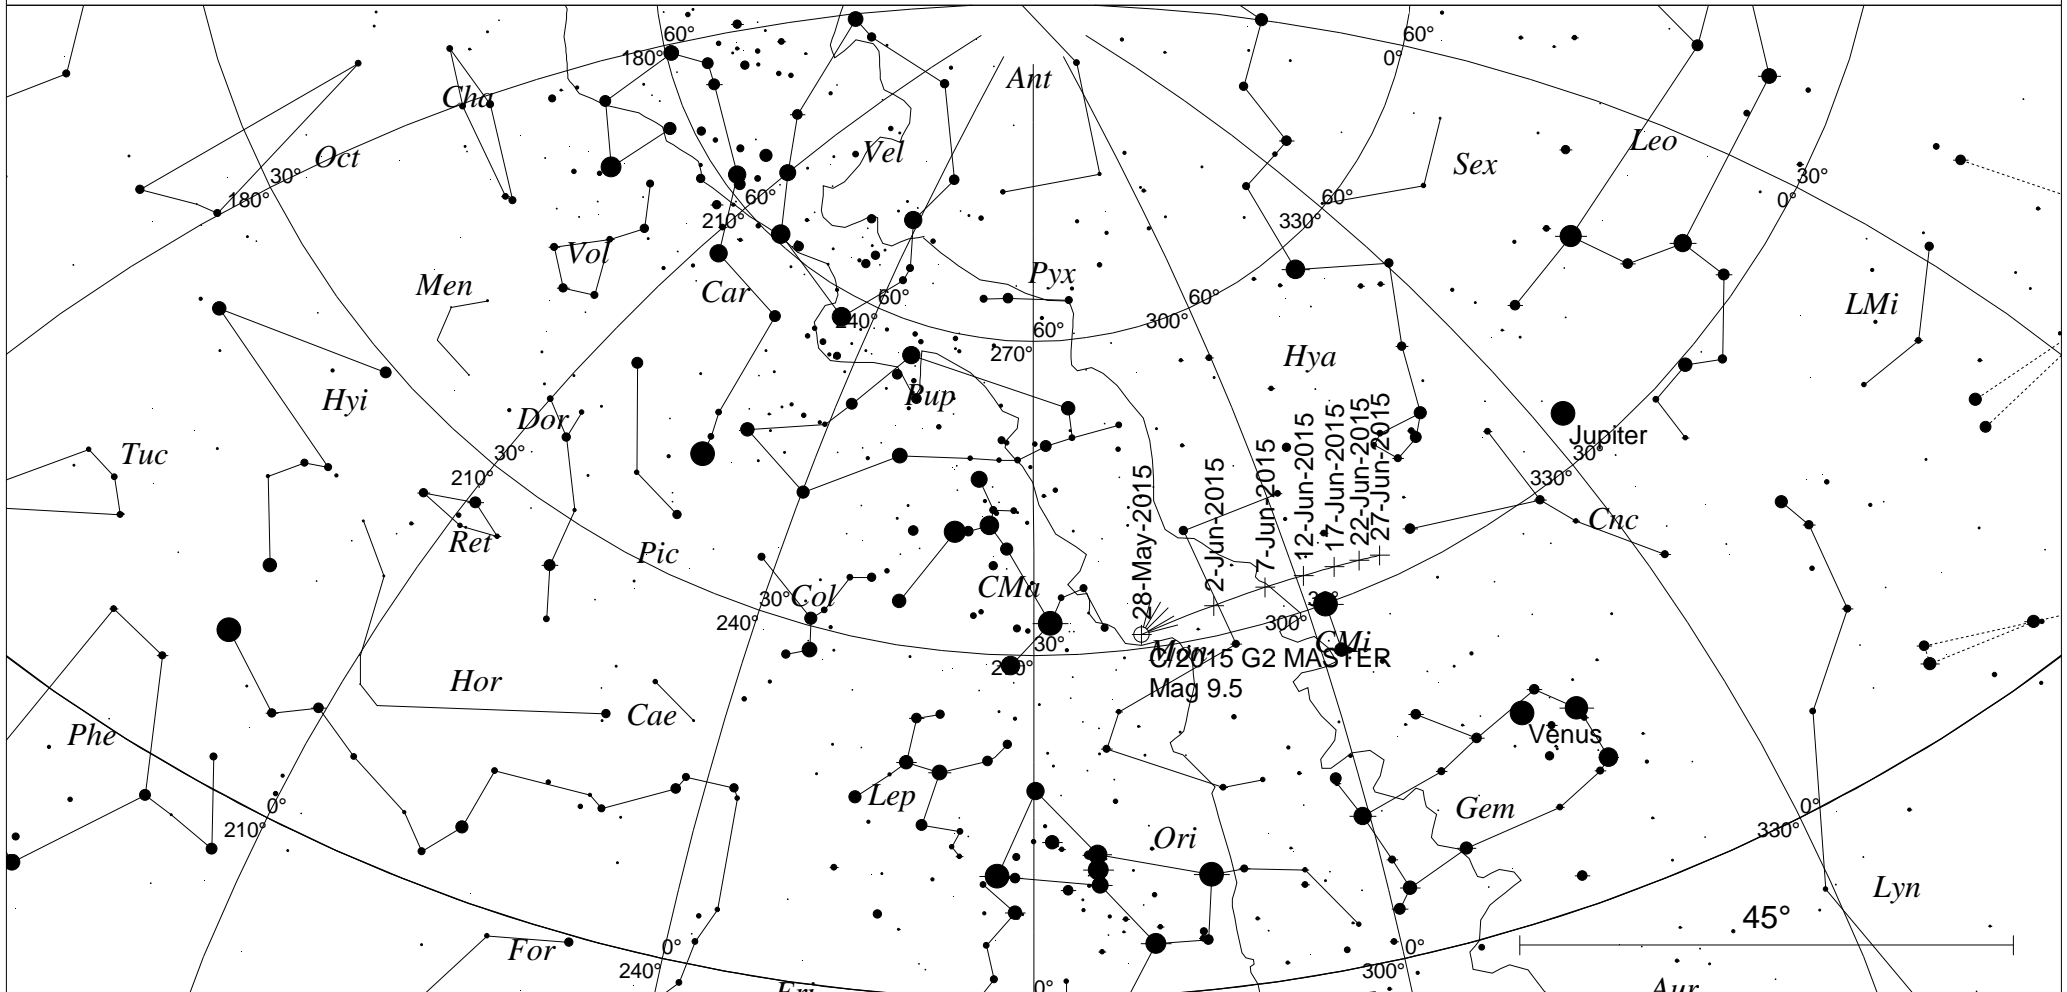 60°
180°
60°
0°
Cha
Ant
Oct
30°
180°
Vel
Sex
Leo
30°
0°
60°
210°
60°
330°
Vol
Men
Car
Pyx
60°
240°
60°
300°
60°
270°
LMi
Hya
Hyi
Pup
Dor
Jupiter
30°
330°
Tuc
30°
210°
28-May-2015
2-Jun-2015
7-Jun-2015
12-Jun-2015
17-Jun-2015
22-Jun-2015
27-Jun-2015
Cnc
Ret
Pic
CMa
30°
240°
Col
30°
300°
30°
270°
CMi
Mon
C/2015 G2 MASTER
Mag 9.5
Hor
Cae
Phe
Venus
Lep
Gem
0°
210°
0°
330°
Ori
Lyn
45°
For
0°
240°
0°
300°
Eri
0°
Aur